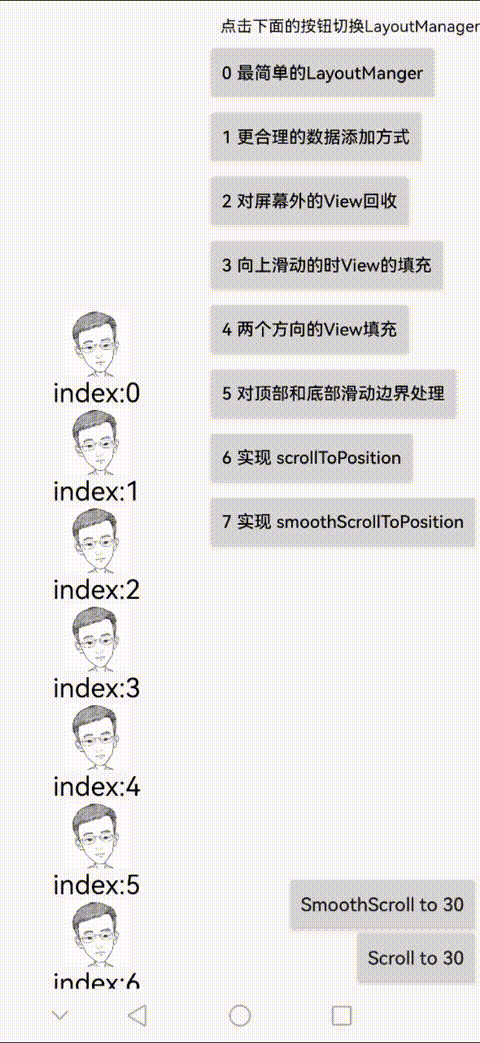 点击下面的按钮切换LayoutManager
0 最简单的LayoutManger
1 更合理的数据添加方式
2 对屏幕外的View回收
3 向上滑动的时View的填充
4 两个方向的View填充
5 对顶部和底部滑动边界处理
6 实现 scrollToPosition
7 实现 smoothScrollToPosition
index:0
index:1
index:2
index:3
index:4
index:5
index:6
SmoothScroll to 30
Scroll to 30